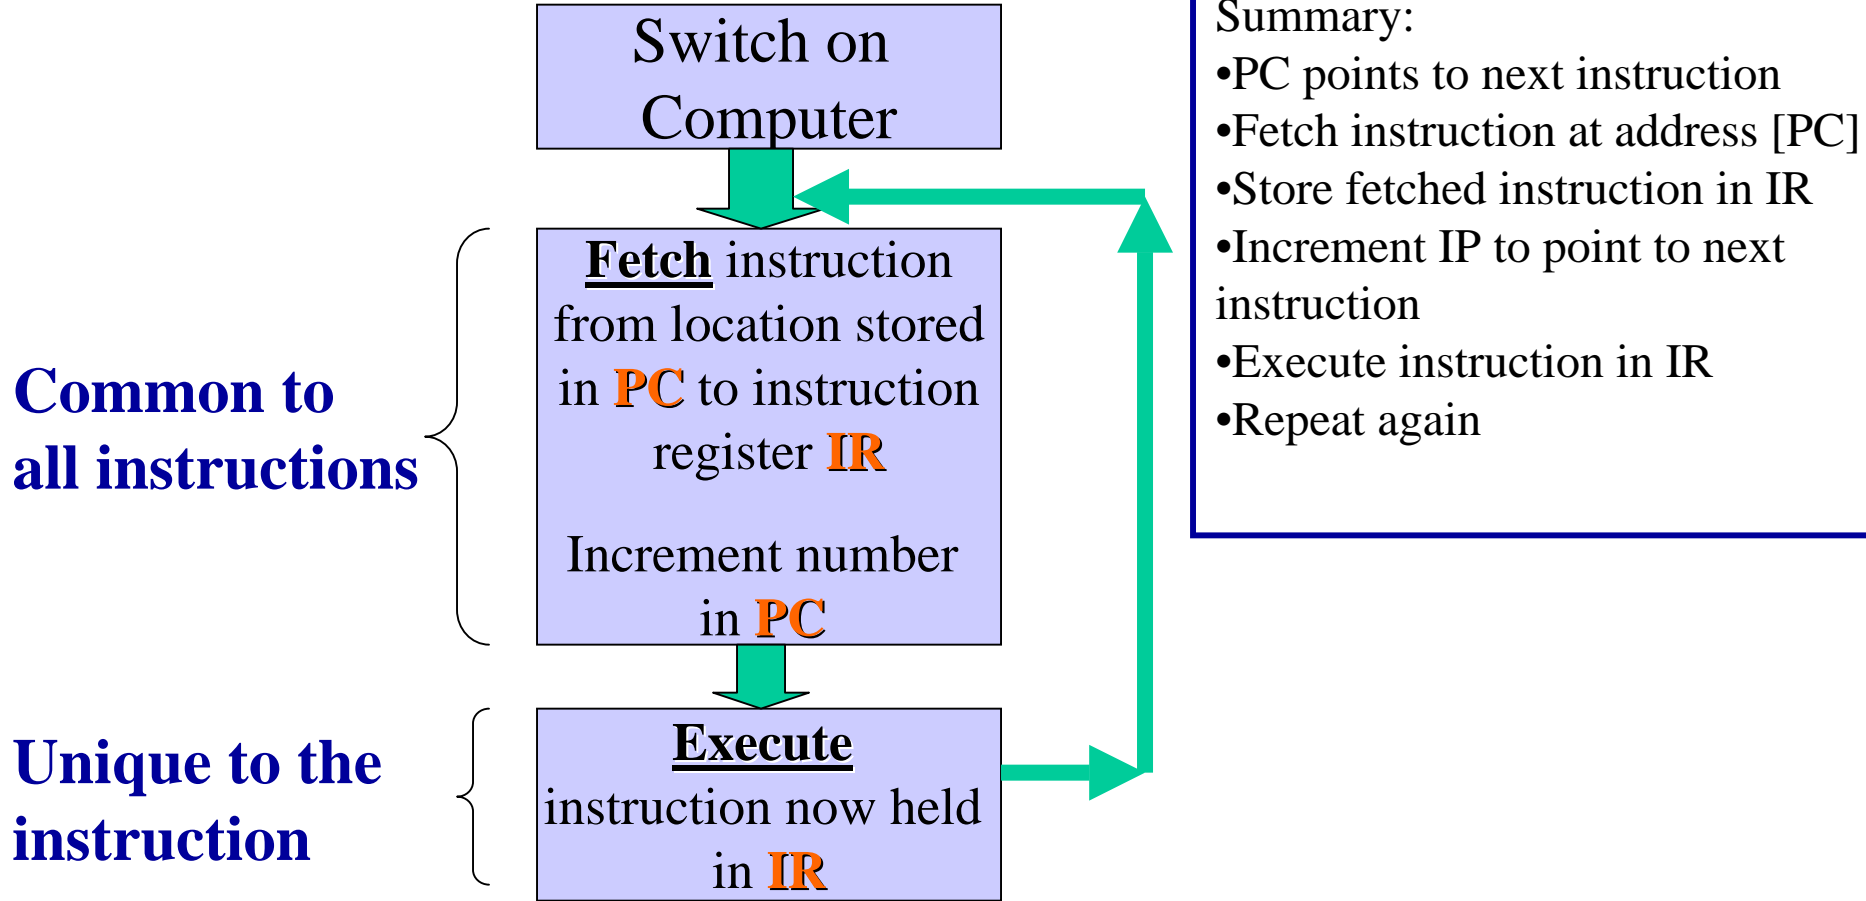 Switch on
Computer
Fetch instruction
from location stored
in PC to instruction
register IR
Increment number
in PC
Execute
instruction now held
in IR
Common to
all instructions
Unique to the
instruction
Summary:
•PC points to next instruction
•Fetch instruction at address [PC]
•Store fetched instruction in IR
•Increment IP to point to next
instruction
•Execute instruction in IR
•Repeat again